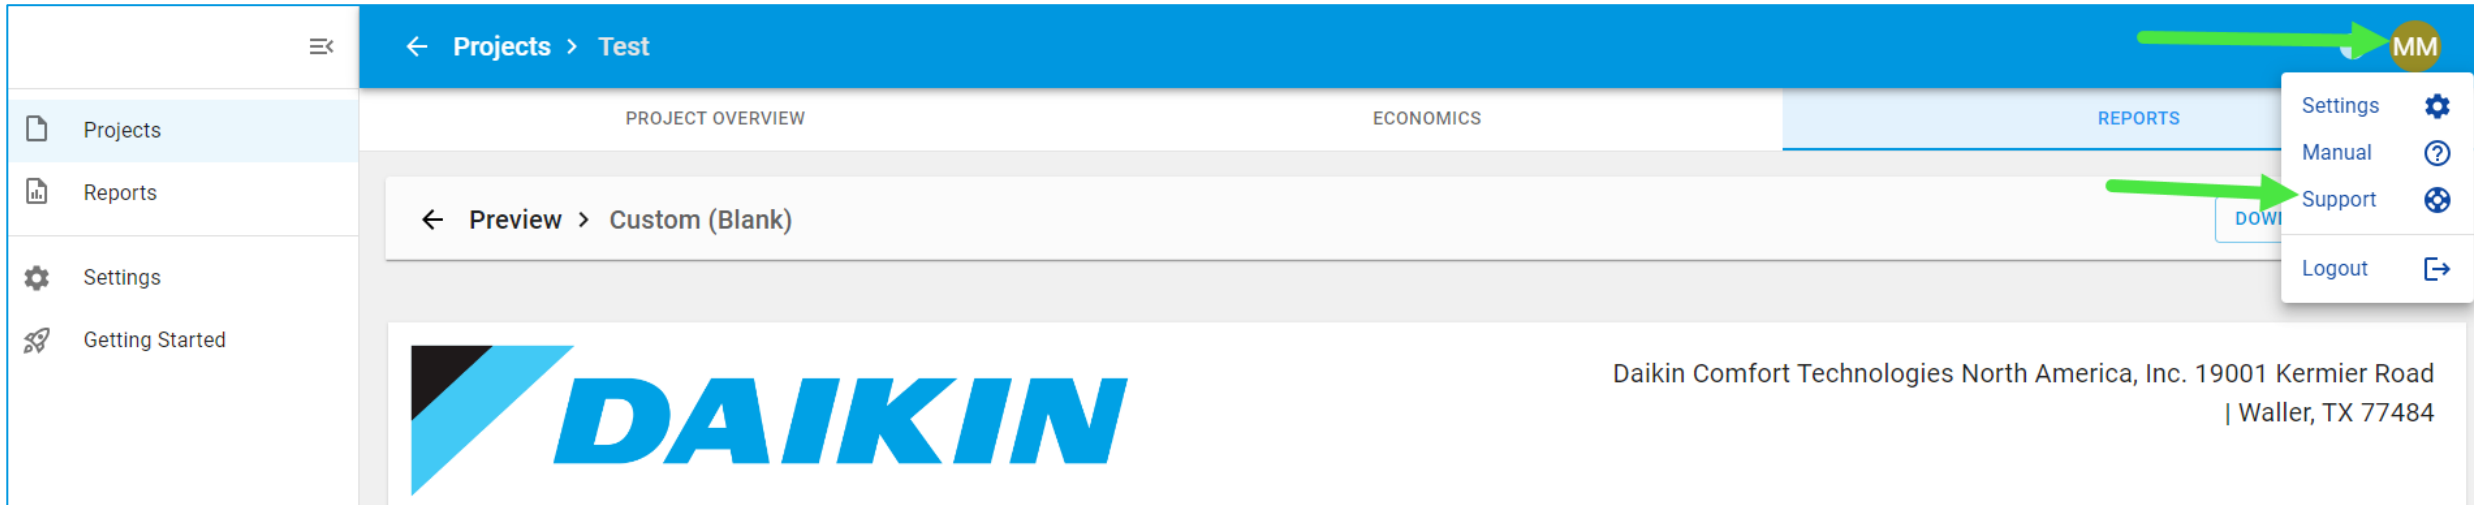 Projects > Test
MM
Projects
Reports
Settings
Getting Started
PROJECT OVERVIEW
ECONOMICS
REPORTS
Settings
Manual
Support
Logout
Preview > Custom (Blank)
DOW
DAIKIN
Daikin Comfort Technologies North America, Inc. 19001 Kermier Road
| Waller, TX 77484